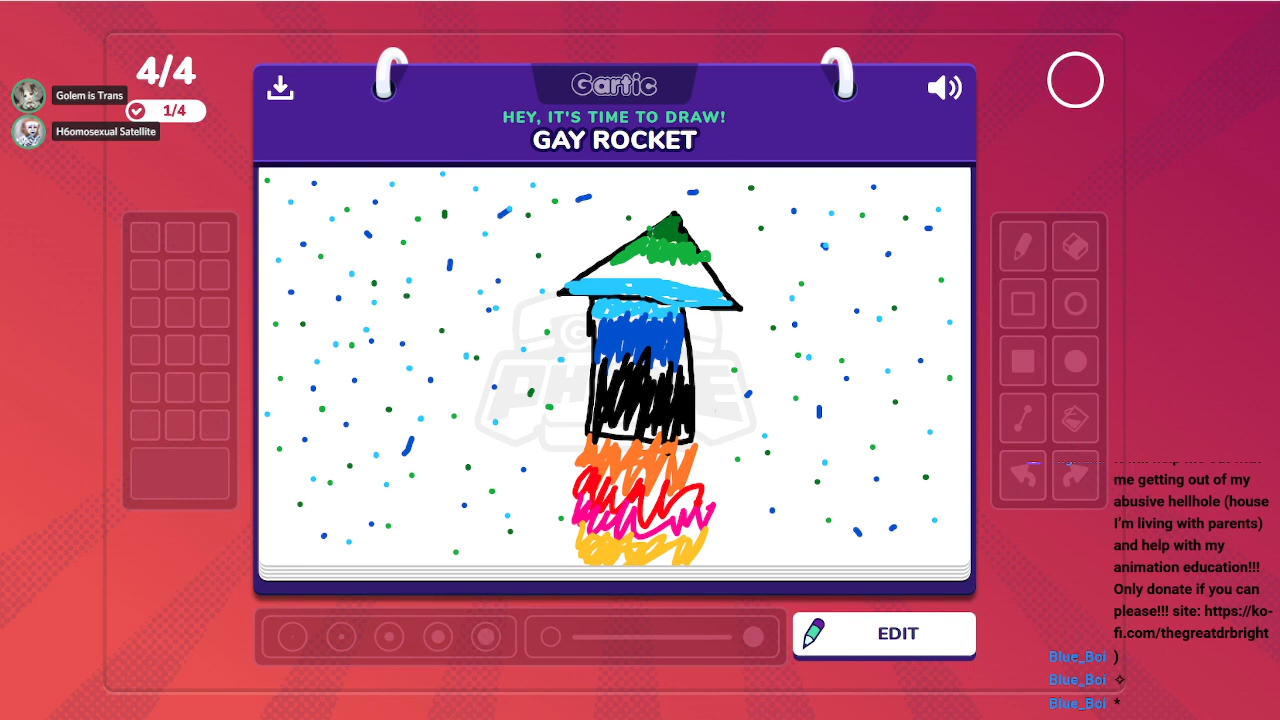 4/4
Golem is Trans
1/4
H6omosexual Satellite
Gartic
HEY, IT'S TIME TO DRAW!
GAY ROCKET
PHONE
EDIT
me getting out of my
abusive hellhole (house
I'm living with parents)
and help with my
animation education!!!
Only donate if you can
please!!! site: https://ko-
fi.com/thegreatdrbright
Blue_Boi )
Blue_Boi ✧
Blue_Boi *